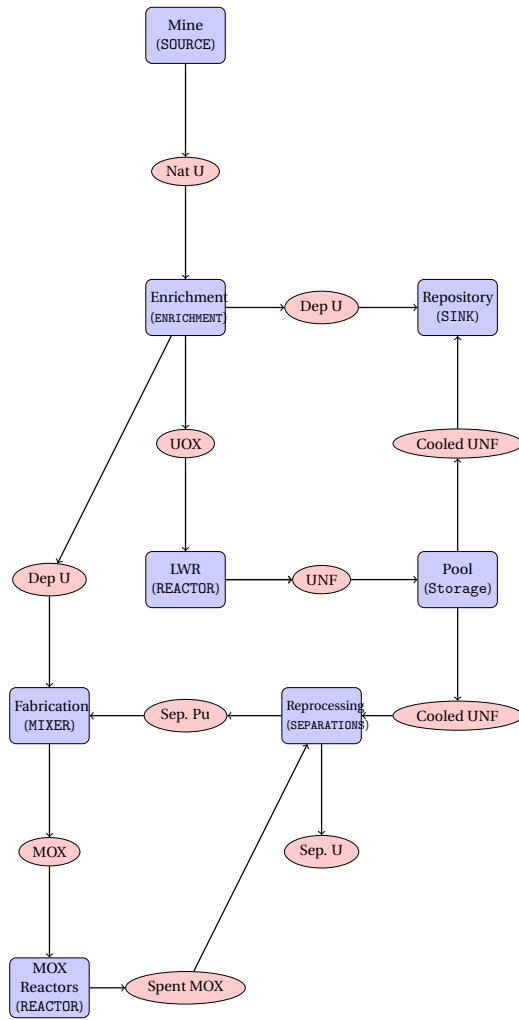 Mine
(SOURCE)
Nat U
Enrichment
(ENRICHMENT)
Dep U
Repository
(SINK)
UOX
Cooled UNF
Dep U
LWR
(REACTOR)
UNF
Pool
(Storage)
Fabrication
(MIXER)
Sep. Pu
Reprocessing
(SEPARATIONS)
Cooled UNF
MOX
Sep. U
MOX
Reactors
(REACTOR)
Spent MOX